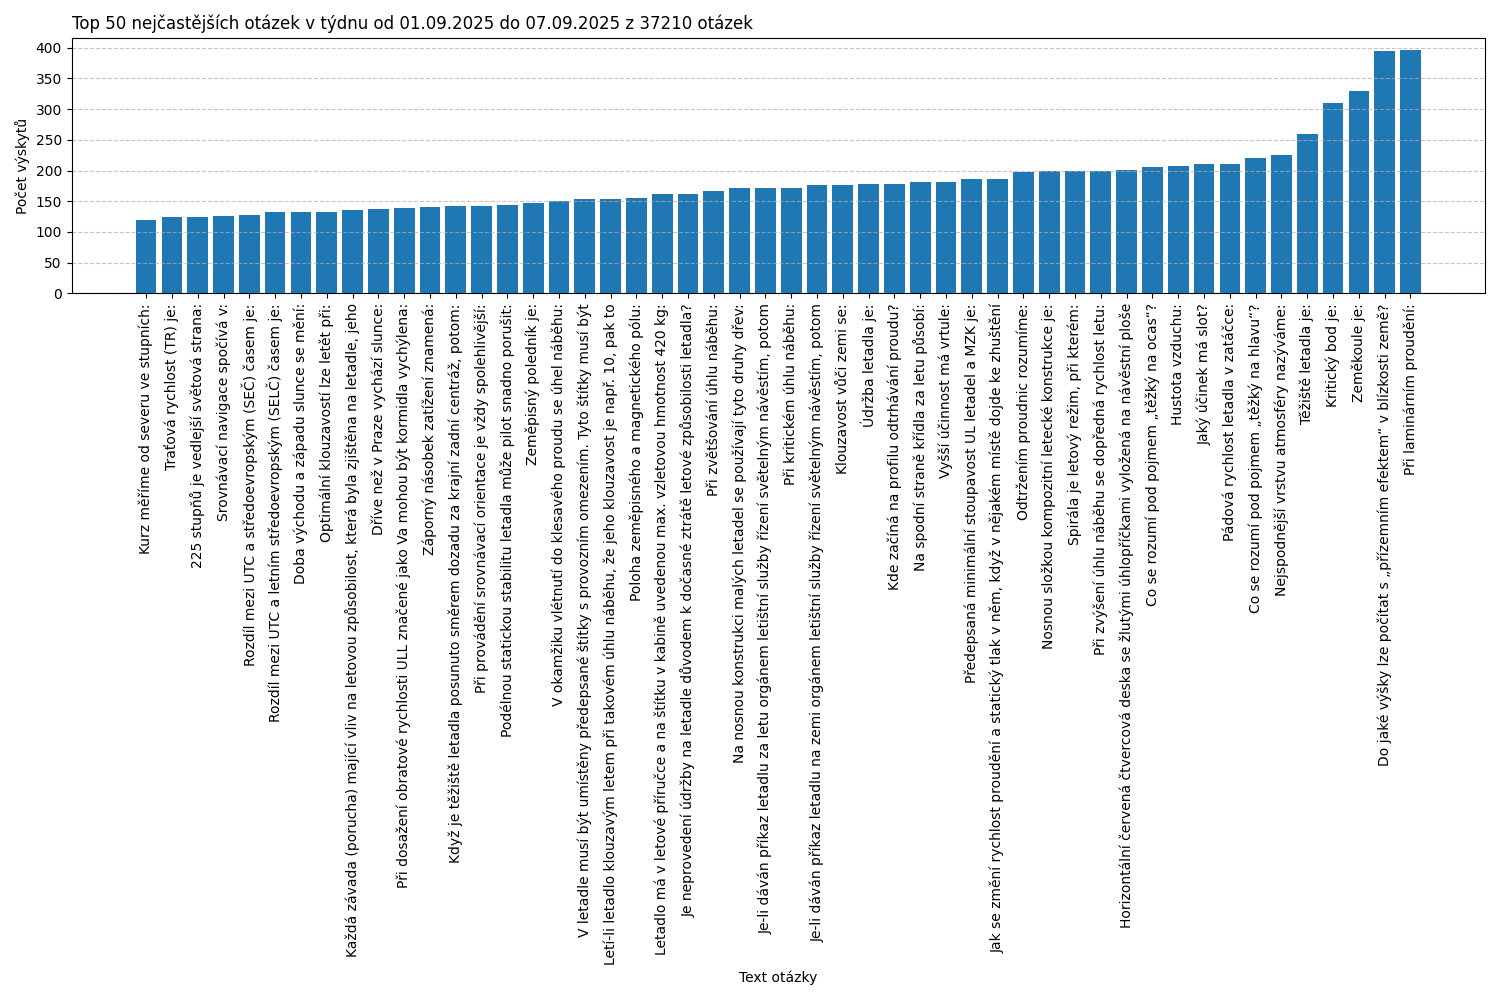 Top 50 nejčastějších otázek v týdnu od 01.09.2025 do 07.09.2025 z 37210 otázek
Počet výskytů
400
350
300
250
200
150
100
50
0
Kurz měříme od severu ve stupních:
Traťová rychlost (TR) je:
225 stupňů je vedlejší světová strana:
Srovnávací navigace spočívá v:
Rozdíl mezi UTC a středoevropským (SEČ) časem je:
Rozdíl mezi UTC a letním středoevropským (SELČ) časem je:
Doba východu a západu slunce se mění:
Optimální klouzavostí lze letět při:
Každá závada (porucha) mající vliv na letovou způsobilost, která byla zjištěna na letadle, jeho
Dříve než v Praze vychází slunce:
Při dosažení obratové rychlosti ULL značené jako Va mohou být kormidla vychýlena:
Záporný násobek zatížení znamená:
Když je těžiště letadla posunuto směrem dozadu za krajní zadní centráž, potom:
Při provádění srovnávací orientace je vždy spolehlivější:
Podélnou statickou stabilitu letadla může pilot snadno porušit:
Zeměpisný poledník je:
V okamžiku vlétnutí do klesavého proudu se úhel náběhu:
V letadle musí být umístěny předepsané štítky s provozním omezením. Tyto štítky musí být
Letí-li letadlo klouzavým letem při takovém úhlu náběhu, že jeho klouzavost je např. 10, pak to
Poloha zeměpisného a magnetického pólu:
Letadlo má v letové příručce a na štítku v kabině uvedenou max. vzletovou hmotnost 420 kg:
Je neprovedení údržby na letadle důvodem k dočasné ztrátě letové způsobilosti letadla?
Při zvětšování úhlu náběhu:
Na nosnou konstrukci malých letadel se používají tyto druhy dřev:
Je-li dáván příkaz letadlu za letu orgánem letištní služby řízení světelným návěstím, potom
Při kritickém úhlu náběhu:
Je-li dáván příkaz letadlu na zemi orgánem letištní služby řízení světelným návěstím, potom
Klouzavost vůči zemi se:
Údržba letadla je:
Kde začíná na profilu odtrhávání proudu?
Na spodní straně křídla za letu působí:
Vyšší účinnost má vrtule:
Předepsaná minimální stoupavost UL letadel a MZK je:
Jak se změní rychlost proudění a statický tlak v něm, když v nějakém místě dojde ke zhuštění
Odtržením proudnic rozumíme:
Nosnou složkou kompozitní letecké konstrukce je:
Spirála je letový režim, při kterém:
Při zvýšení úhlu náběhu se dopředná rychlost letu:
Horizontální červená čtvercová deska se žlutými úhlopříčkami vyložená na návěstní ploše
Co se rozumí pod pojmem „těžký na ocas“?
Hustota vzduchu:
Jaký účinek má slot?
Pádová rychlost letadla v zatáčce:
Co se rozumí pod pojmem „těžký na hlavu“?
Nejspodnější vrstvu atmosféry nazýváme:
Těžiště letadla je:
Kritický bod je:
Zeměkoule je:
Do jaké výšky lze počítat s „přízemním efektem“ v blízkosti země?
Při laminárním proudění:
Text otázky